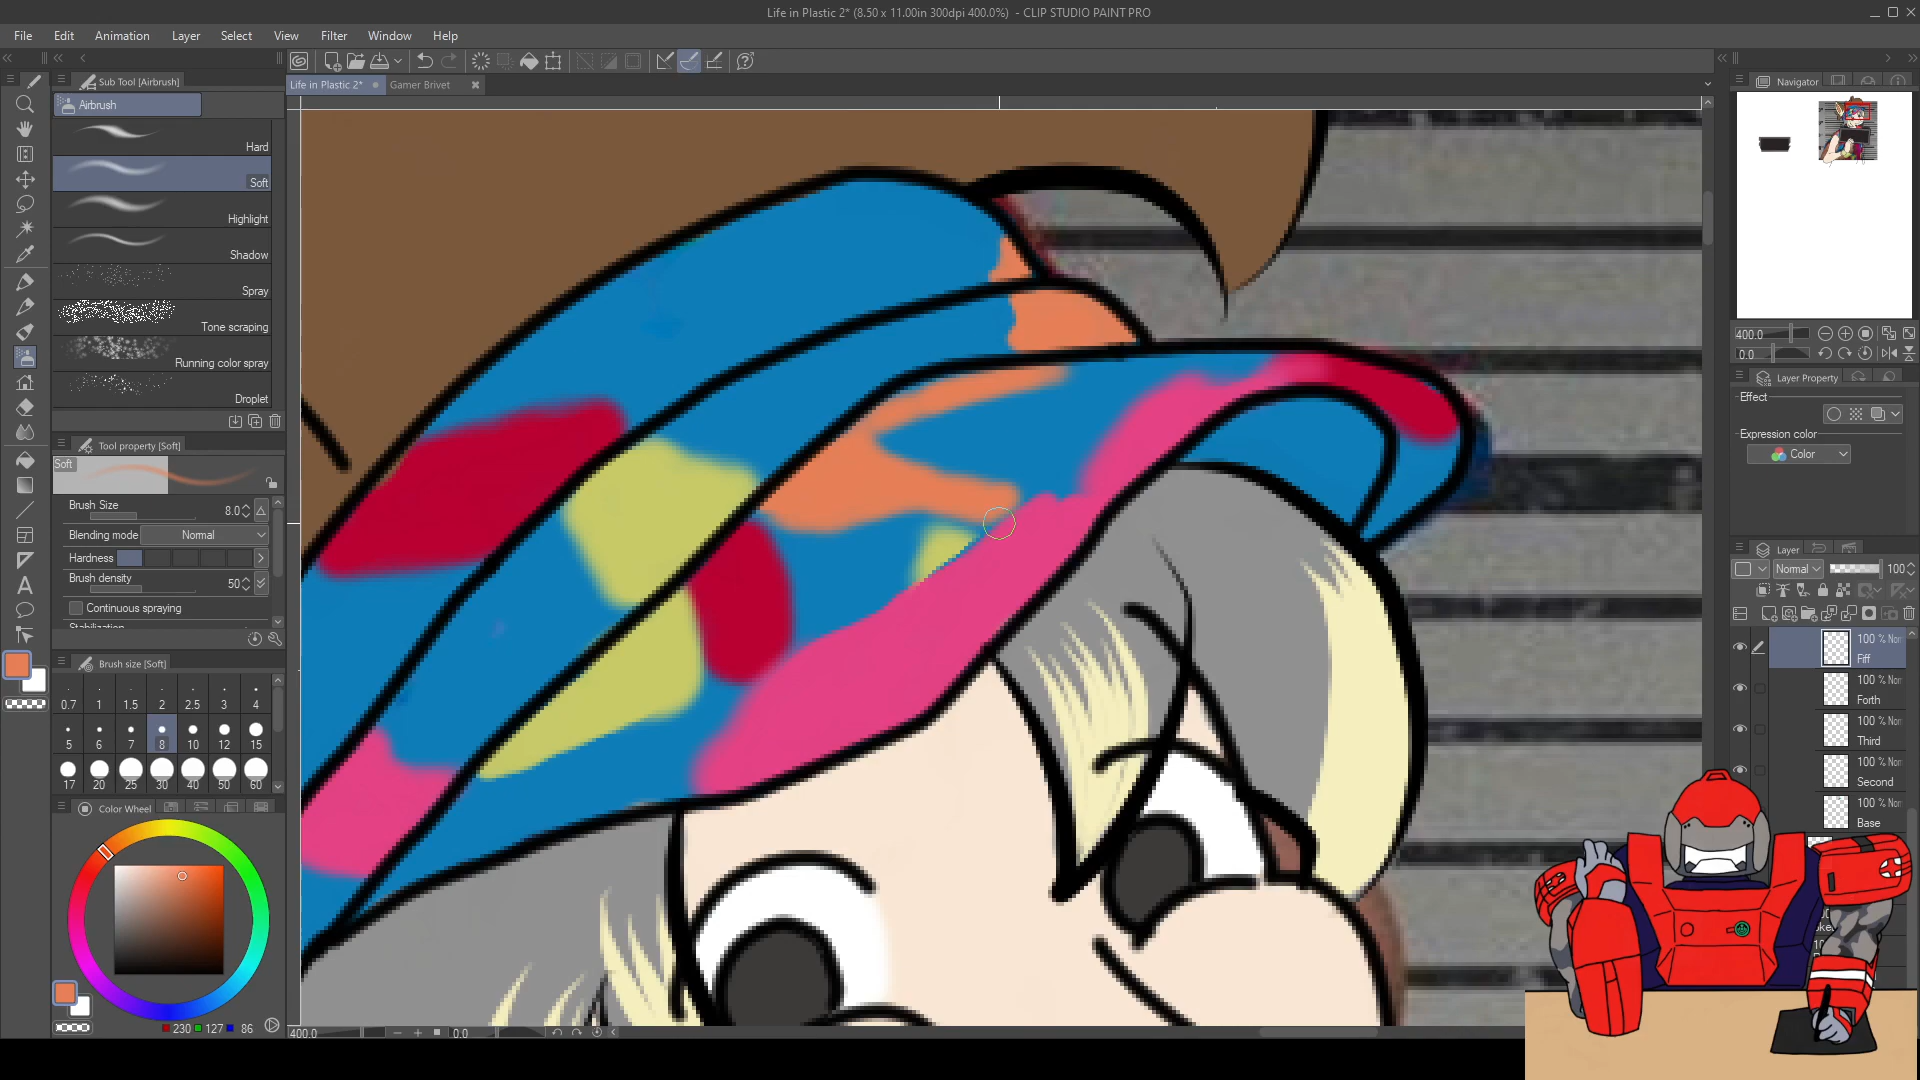 Life in Plastic 2* (8.50 x 11.00in 300dpi 400.0%) - CLIP STUDIO PAINT PRO
File Edit Animation Layer Select View Filter Window Help
Sub Tool [Airbrush]
Airbrush
Hard
Soft
Highlight
Shadow
Spray
Tone scraping
Running color spray
Droplet
Tool property [Soft]
Soft
Brush Size 8.0
Blending mode Normal
Hardness
Brush density 50
Continuous spraying
Brush size [Soft]
0.7 1 1.5 2 2.5 3 4
5 6 7 8 10 12 15
17 20 25 30 40 50 60
Color Wheel
230 127 86
Life in Plastic 2* Gamer Brivet
400.0 0.0
Navigator
400.0
0.0
Layer Property
Effect
Expression color
Color
Layer
Normal 100
100 % Nor
Fiff
100 % Nor
Forth
100 % Nor
Third
100 % Nor
Second
100 % Nor
Base